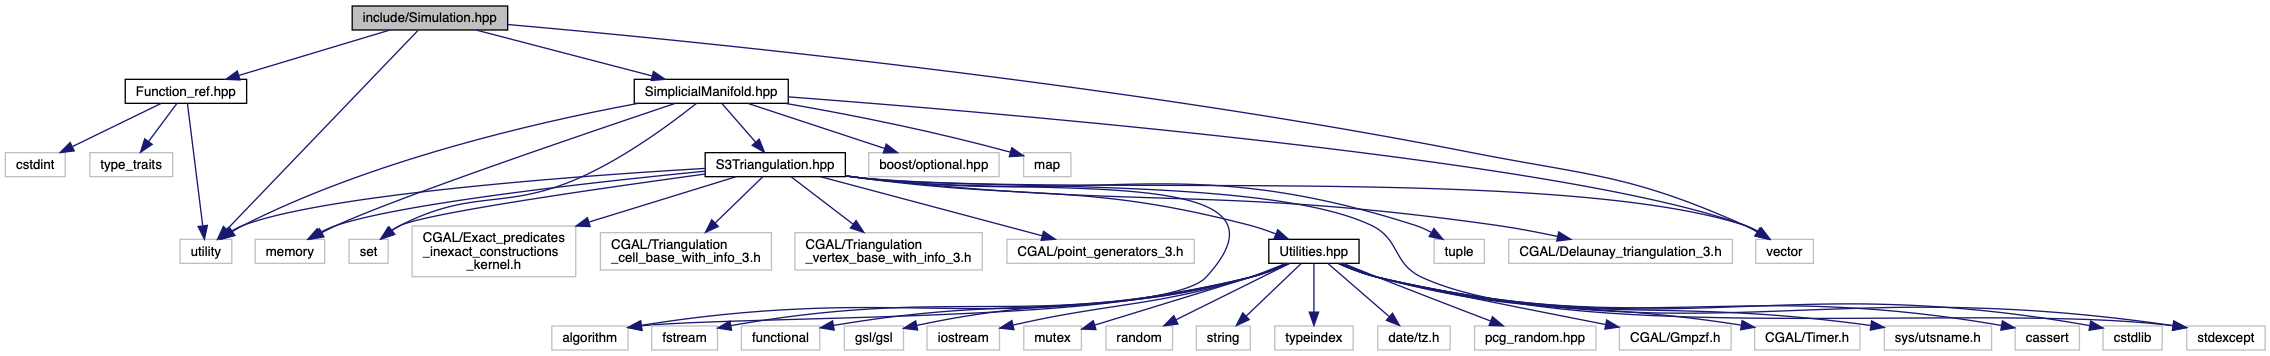 include/Simulation.hpp
Function_ref.hpp
SimplicialManifold.hpp
cstdint
type_traits
S3Triangulation.hpp
boost/optional.hpp
map
utility
memory
set
CGAL/Exact_predicates
_inexact_constructions
_kernel.h
CGAL/Triangulation
_cell_base_with_info_3.h
CGAL/Triangulation
_vertex_base_with_info_3.h
CGAL/point_generators_3.h
Utilities.hpp
tuple
CGAL/Delaunay_triangulation_3.h
vector
algorithm
fstream
functional
gsl/gsl
iostream
mutex
random
string
typeindex
date/tz.h
pcg_random.hpp
CGAL/Gmpzf.h
CGAL/Timer.h
sys/utsname.h
cassert
cstdlib
stdexcept